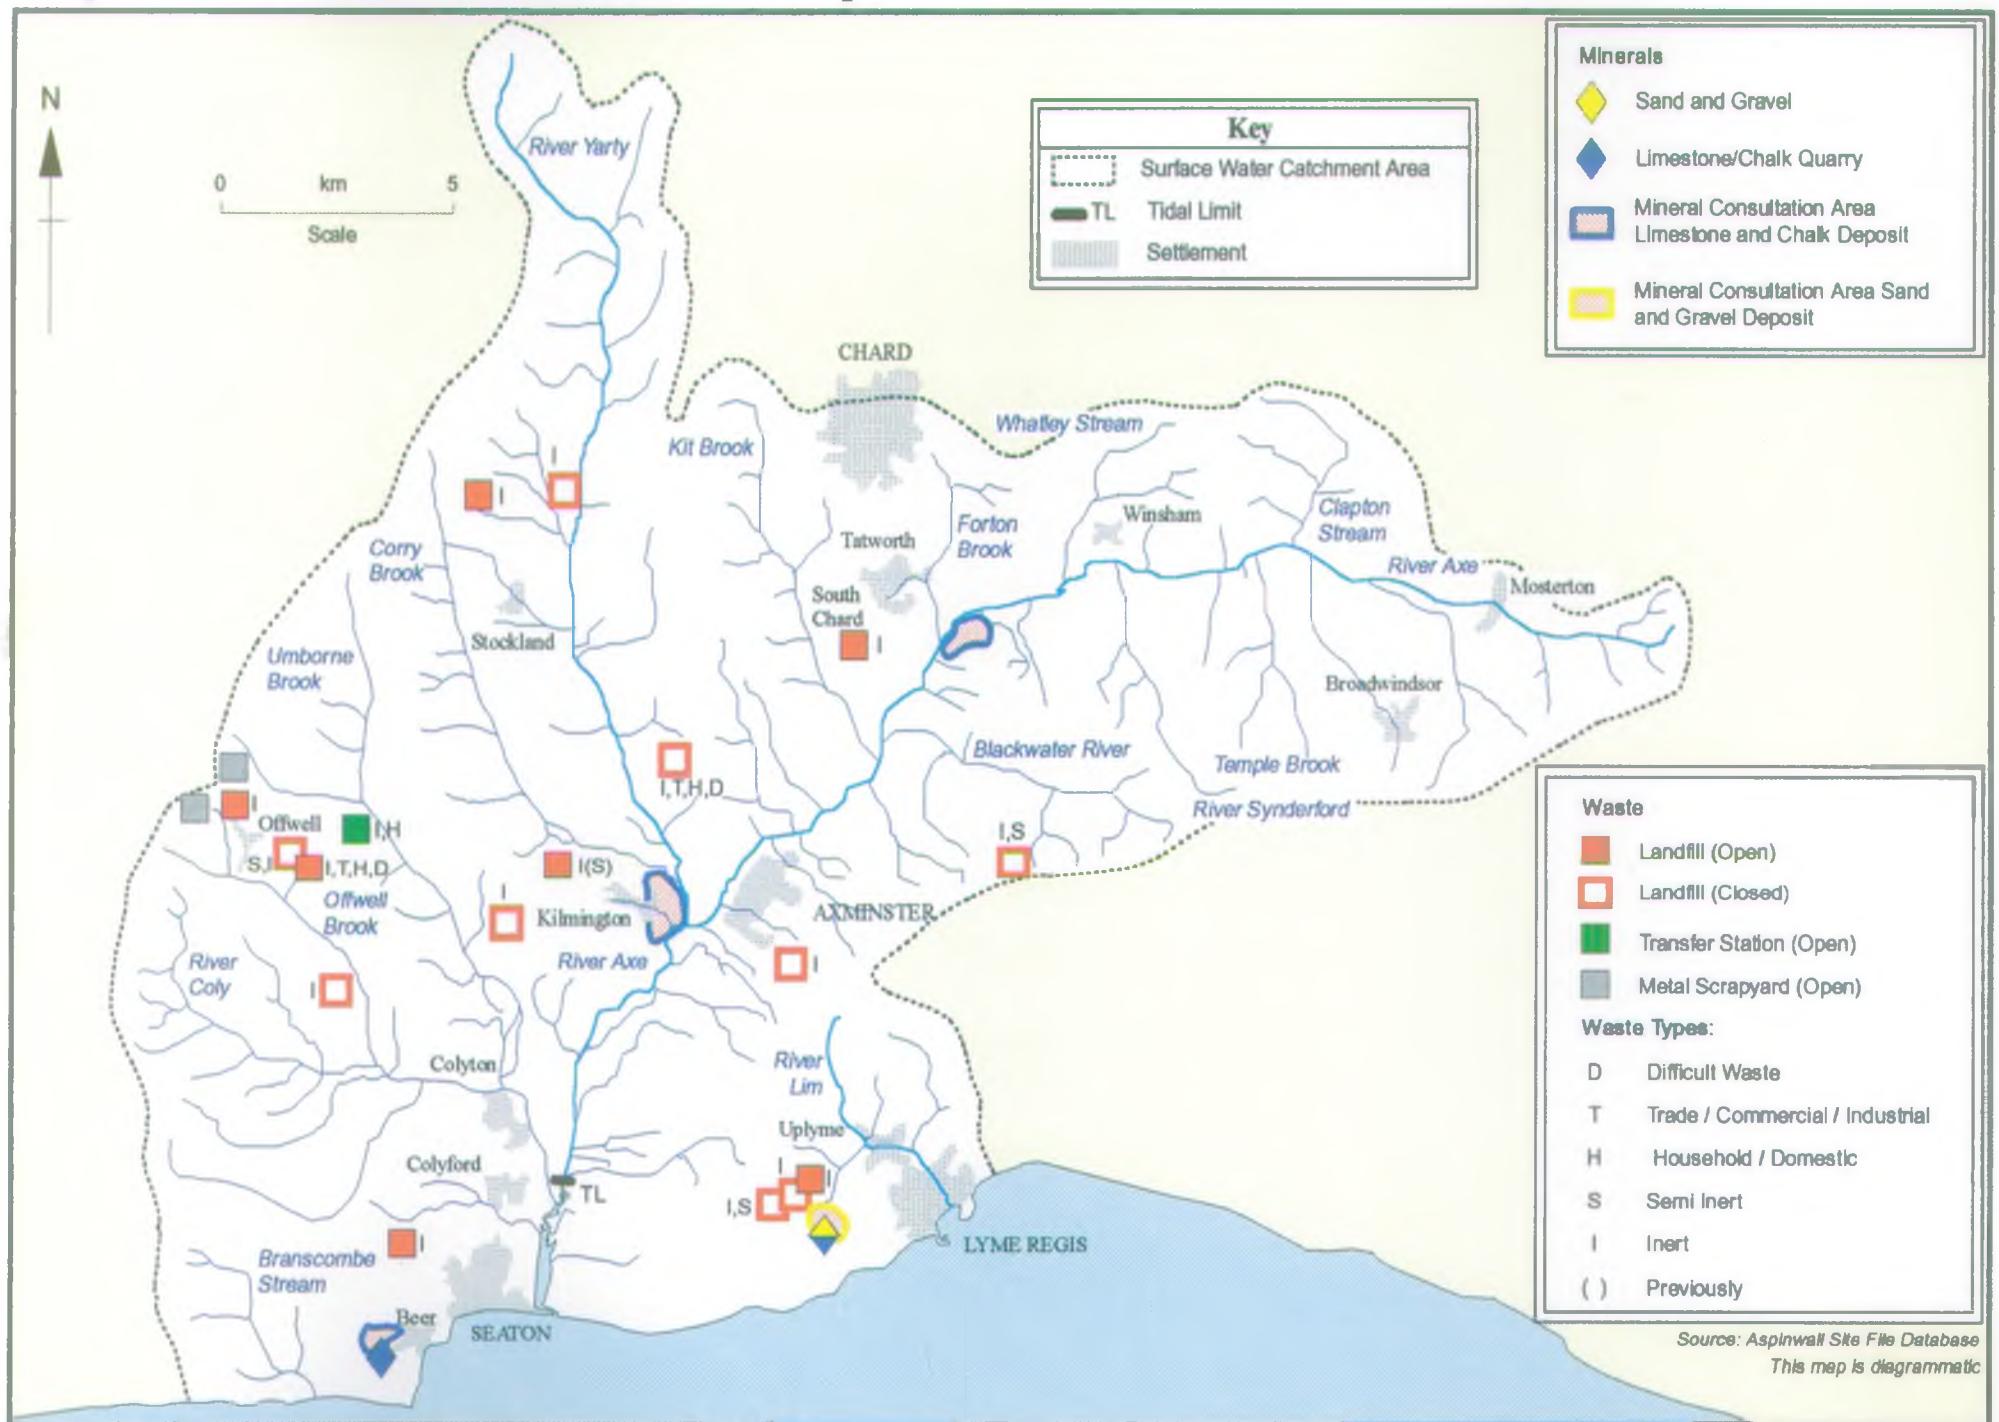 N
0 km 5
Scale
Key
Surface Water Catchment Area
TL Tidal Limit
Settlement
Minerals
Sand and Gravel
Limestone/Chalk Quarry
Mineral Consultation Area
Limestone and Chalk Deposit
Mineral Consultation Area Sand
and Gravel Deposit
River Yarty
CHARD
Whatley Stream
Kit Brook
I
I
Clapton
Stream
Winsham
Forton
Brook
Tatworth
Corry
Brook
River Axe
Mosterton
South
Chard
I
Stockland
Umborne
Brook
Broadwindsor
Blackwater River
Temple Brook
I,T,H,D
River Synderford
I
Offwell
I,H
I,S
S,I
I,T,H,D
I(S)
Offwell
Brook
I
Kilmington
AXMINSTER
River Axe
I
River
Coly
I
Colyton
River
Lim
Uplyme
Colyford
I
I
TL
I,S
I
LYME REGIS
Branscombe
Stream
Beer
SEATON
Waste
Landfill (Open)
Landfill (Closed)
Transfer Station (Open)
Metal Scrapyard (Open)
Waste Types:
D Difficult Waste
T Trade / Commercial / Industrial
H Household / Domestic
S Semi Inert
I Inert
( ) Previously
Source: Aspinwall Site File Database
This map is diagrammatic